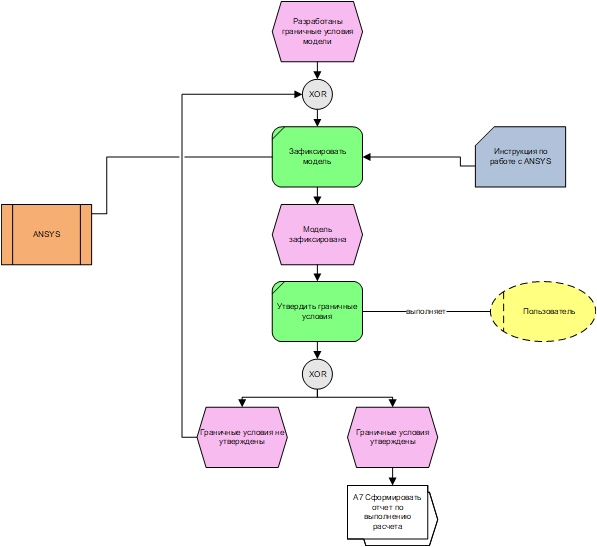 Разработаны
граничные условия
модели
XOR
Зафиксировать
модель
Инструкция по
работе с ANSYS
ANSYS
Модель
зафиксирована
Утвердить граничные
условия
выполняет
Пользователь
XOR
Граничные условия не
утверждены
Граничные условия
утверждены
А7 Сформировать
отчет по
выполнению
расчета